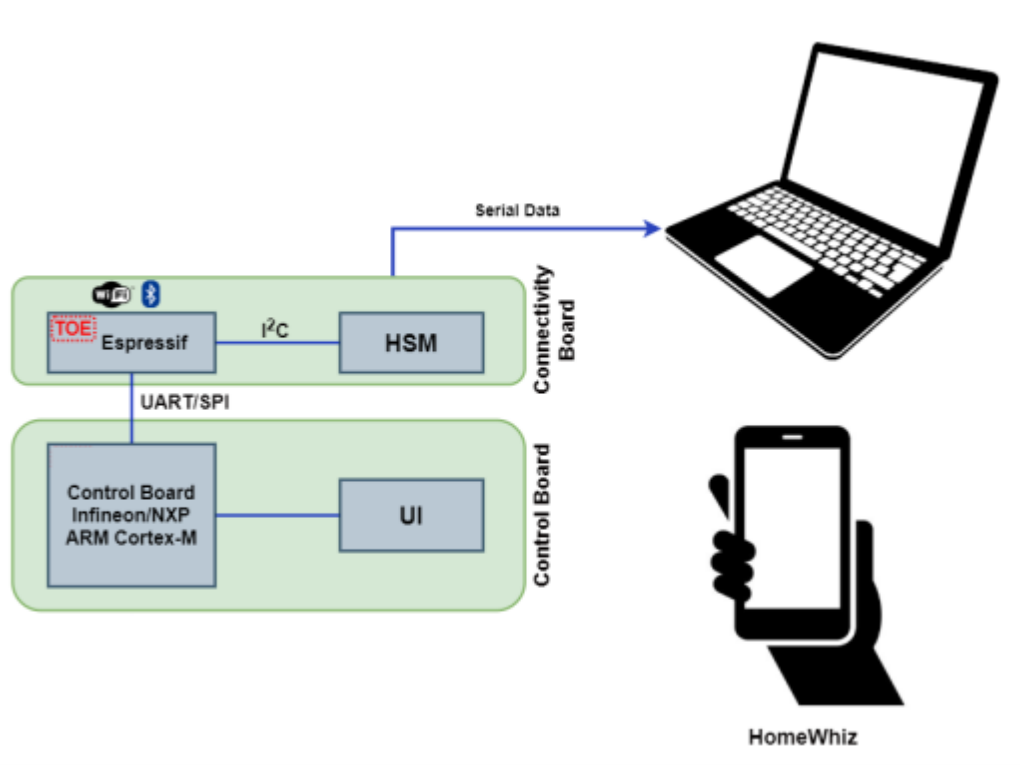 Serial Data
WiFi
TOE
Espressif
I²C
HSM
Connectivity
Board
UART/SPI
Control Board
Infineon/NXP
ARM Cortex-M
UI
Control Board
HomeWhiz